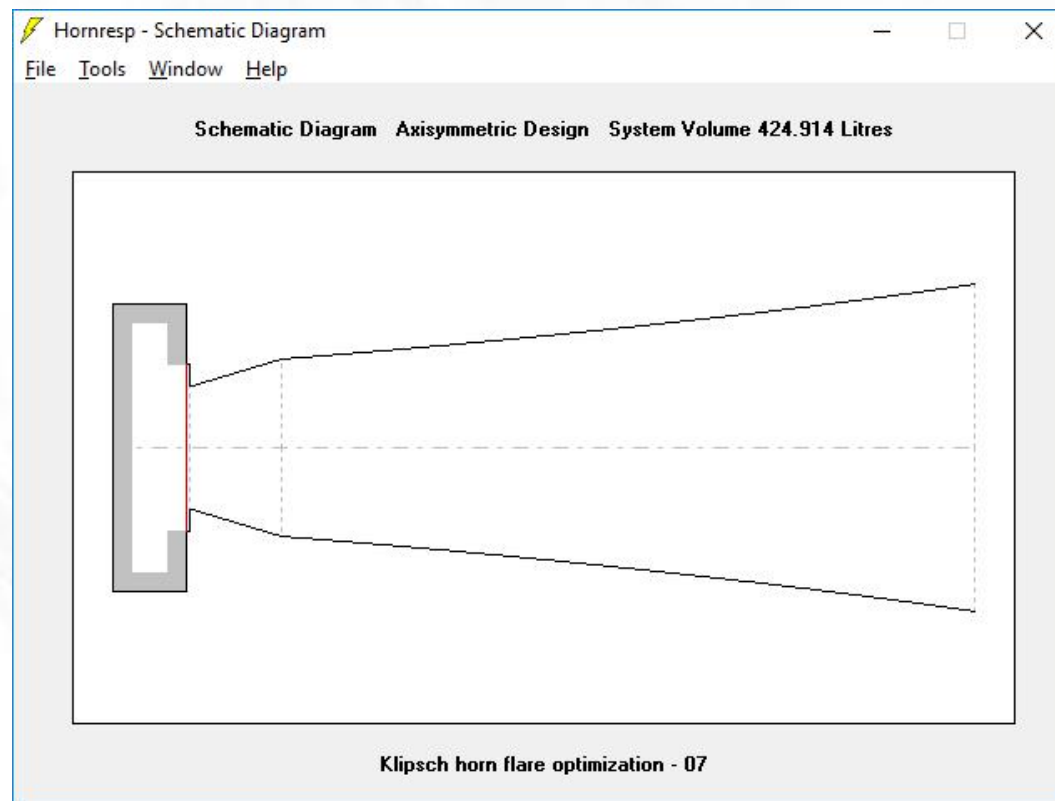 Hornresp - Schematic Diagram
File Tools Window Help
Schematic Diagram Axisymmetric Design System Volume 424.914 Litres
Klipsch horn flare optimization - 07